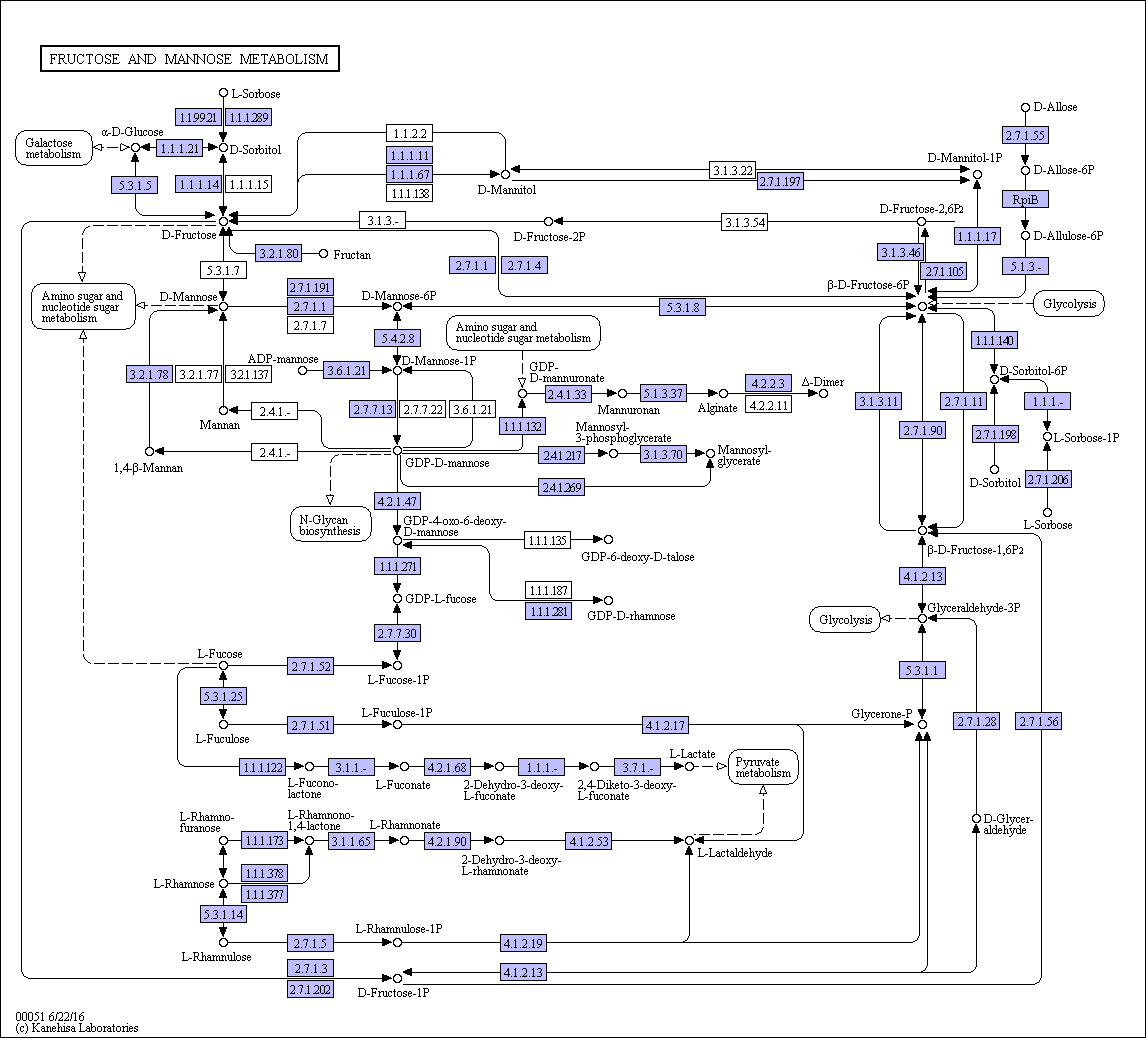 FRUCTOSE AND MANNOSE METABOLISM
L-Sorbose
1.1.99.21
1.1.1.289
D-Allose
Galactose
metabolism
α-D-Glucose
1.1.1.21
D-Sorbitol
1.1.2.2
2.7.1.55
1.1.1.11
1.1.1.67
1.1.1.138
D-Mannitol
3.1.3.22
2.7.1.197
D-Mannitol-1P
D-Allose-6P
5.3.1.5
1.1.1.14
1.1.1.15
RpiB
D-Fructose
3.1.3.-
D-Fructose-2P
3.1.3.54
D-Fructose-2,6P2
1.1.1.17
D-Allulose-6P
3.2.1.80
Fructan
2.7.1.1
2.7.1.4
3.1.3.46
2.7.1.105
5.1.3.-
5.3.1.7
β-D-Fructose-6P
Amino sugar and
nucleotide sugar
metabolism
D-Mannose
2.7.1.191
2.7.1.1
2.7.1.7
D-Mannose-6P
5.3.1.8
Glycolysis
5.4.2.8
Amino sugar and
nucleotide sugar metabolism
1.1.1.140
ADP-mannose
3.6.1.21
D-Mannose-1P
GDP-
D-mannuronate
D-Sorbitol-6P
3.2.1.78
3.2.1.77
3.2.1.137
2.4.1.33
Mannuronan
5.1.3.37
Alginate
4.2.2.3
4.2.2.11
Δ-Dimer
3.1.3.11
2.7.1.11
1.1.1.-
Mannan
2.4.1.-
2.7.7.13
2.7.7.22
3.6.1.21
1.1.1.132
Mannosyl-
3-phosphoglycerate
2.7.1.90
2.7.1.198
L-Sorbose-1P
1,4-β-Mannan
2.4.1.-
GDP-D-mannose
2.4.1.217
3.1.3.70
Mannosyl-
glycerate
2.4.1.269
D-Sorbitol
2.7.1.206
4.2.1.47
N-Glycan
biosynthesis
GDP-4-oxo-6-deoxy-
D-mannose
L-Sorbose
1.1.1.135
GDP-6-deoxy-D-talose
β-D-Fructose-1,6P2
1.1.1.271
4.1.2.13
GDP-L-fucose
1.1.1.187
1.1.1.281
GDP-D-rhamnose
Glycolysis
Glyceraldehyde-3P
2.7.7.30
L-Fucose
2.7.1.52
L-Fucose-1P
5.3.1.1
5.3.1.25
L-Fuculose
2.7.1.51
L-Fuculose-1P
4.1.2.17
Glycerone-P
2.7.1.28
2.7.1.56
1.1.1.122
L-Fucono-
lactone
3.1.1.-
L-Fuconate
4.2.1.68
2-Dehydro-3-deoxy-
L-fuconate
1.1.1.-
2,4-Diketo-3-deoxy-
L-fuconate
3.7.1.-
L-Lactate
Pyruvate
metabolism
L-Rhamno-
furanose
1.1.1.173
L-Rhamnono-
1,4-lactone
3.1.1.65
L-Rhamnonate
4.2.1.90
2-Dehydro-3-deoxy-
L-rhamnonate
4.1.2.53
L-Lactaldehyde
D-Glycer-
aldehyde
L-Rhamnose
1.1.1.378
1.1.1.377
5.3.1.14
L-Rhamnulose
2.7.1.5
L-Rhamnulose-1P
4.1.2.19
2.7.1.3
2.7.1.202
D-Fructose-1P
4.1.2.13
00051 6/22/16
(c) Kanehisa Laboratories